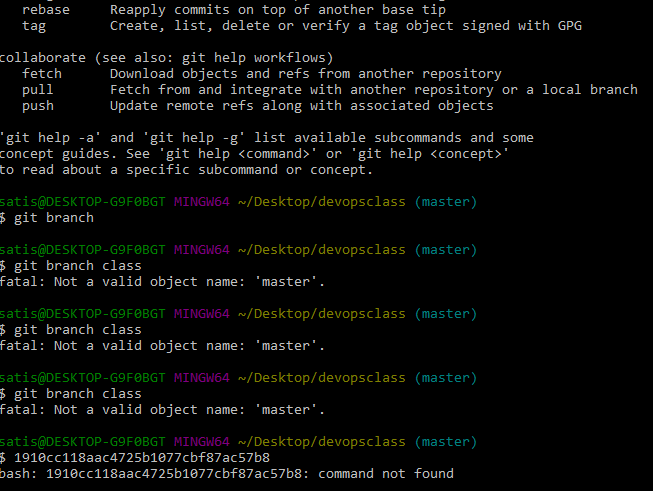 rebase Reapply commits on top of another base tip
tag Create, list, delete or verify a tag object signed with GPG
collaborate (see also: git help workflows)
fetch Download objects and refs from another repository
pull Fetch from and integrate with another repository or a local branch
push Update remote refs along with associated objects
'git help -a' and 'git help -g' list available subcommands and some
concept guides. See 'git help <command>' or 'git help <concept>'
to read about a specific subcommand or concept.
satis@DESKTOP-G9F0BGT MINGW64 ~/Desktop/devopsclass (master)
$ git branch
satis@DESKTOP-G9F0BGT MINGW64 ~/Desktop/devopsclass (master)
$ git branch class
fatal: Not a valid object name: 'master'.
satis@DESKTOP-G9F0BGT MINGW64 ~/Desktop/devopsclass (master)
$ git branch class
fatal: Not a valid object name: 'master'.
satis@DESKTOP-G9F0BGT MINGW64 ~/Desktop/devopsclass (master)
$ git branch class
fatal: Not a valid object name: 'master'.
satis@DESKTOP-G9F0BGT MINGW64 ~/Desktop/devopsclass (master)
$ 1910cc118aac4725b1077cbf87ac57b8
bash: 1910cc118aac4725b1077cbf87ac57b8: command not found